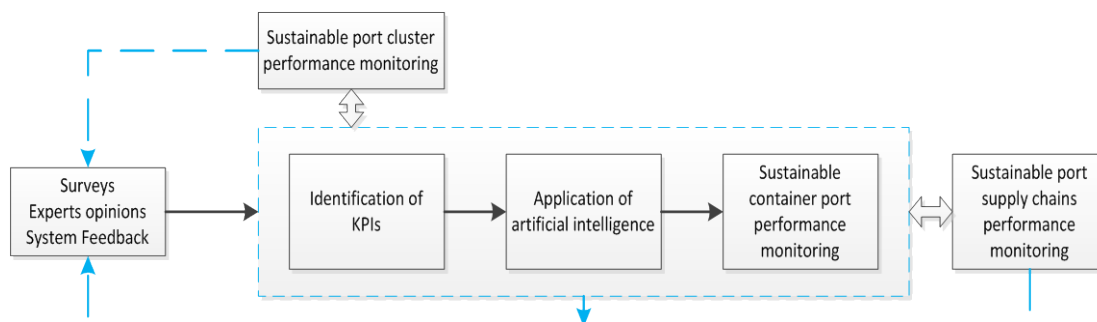 Sustainable port cluster
performance monitoring
Surveys
Experts opinions
System Feedback
Identification of
KPIs
Application of
artificial intelligence
Sustainable
container port
performance
monitoring
Sustainable port
supply chains
performance
monitoring